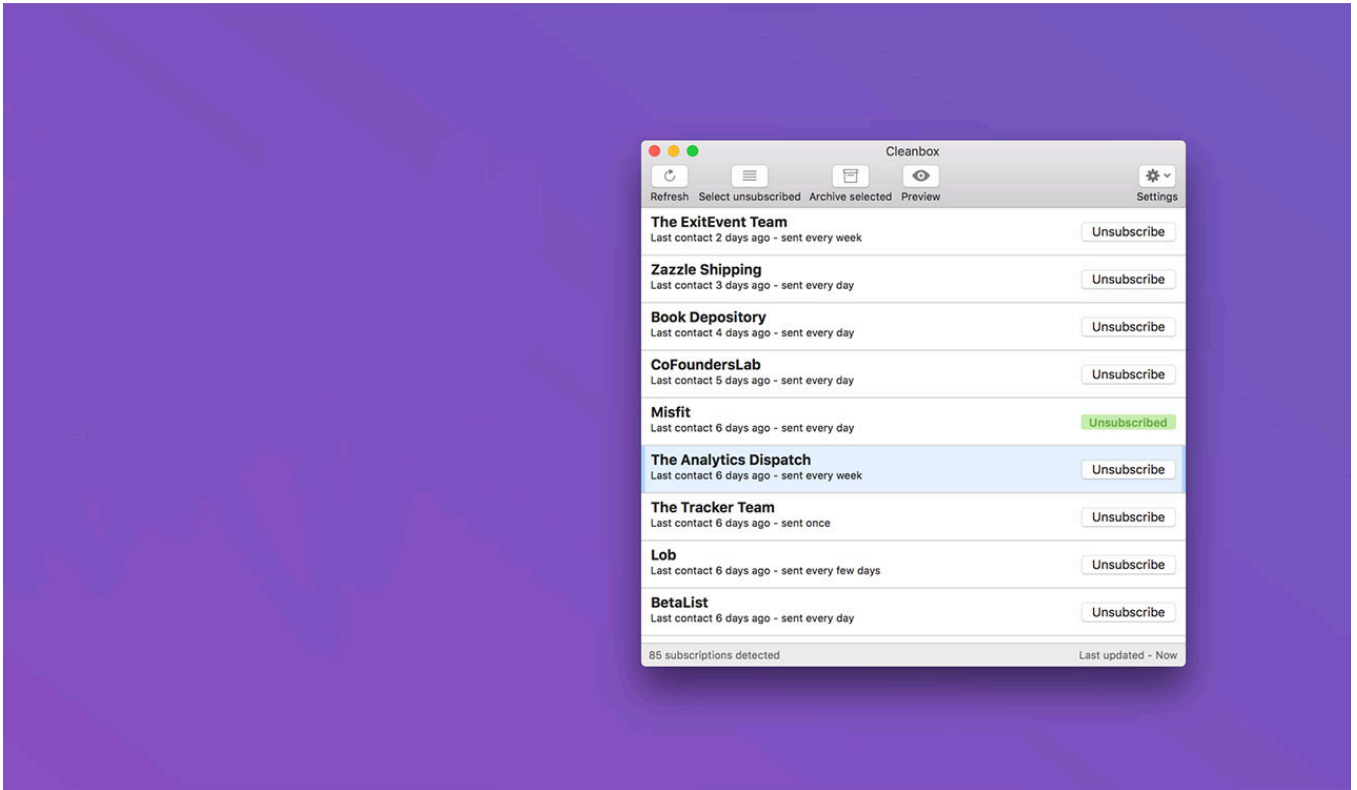 Cleanbox
Refresh Select unsubscribed Archive selected Preview Settings
The ExitEvent Team
Last contact 2 days ago - sent every week
Unsubscribe
Zazzle Shipping
Last contact 3 days ago - sent every day
Unsubscribe
Book Depository
Last contact 4 days ago - sent every day
Unsubscribe
CoFoundersLab
Last contact 5 days ago - sent every day
Unsubscribe
Misfit
Last contact 6 days ago - sent every day
Unsubscribed
The Analytics Dispatch
Last contact 6 days ago - sent every week
Unsubscribe
The Tracker Team
Last contact 6 days ago - sent once
Unsubscribe
Lob
Last contact 6 days ago - sent every few days
Unsubscribe
BetaList
Last contact 6 days ago - sent every day
Unsubscribe
85 subscriptions detected Last updated - Now